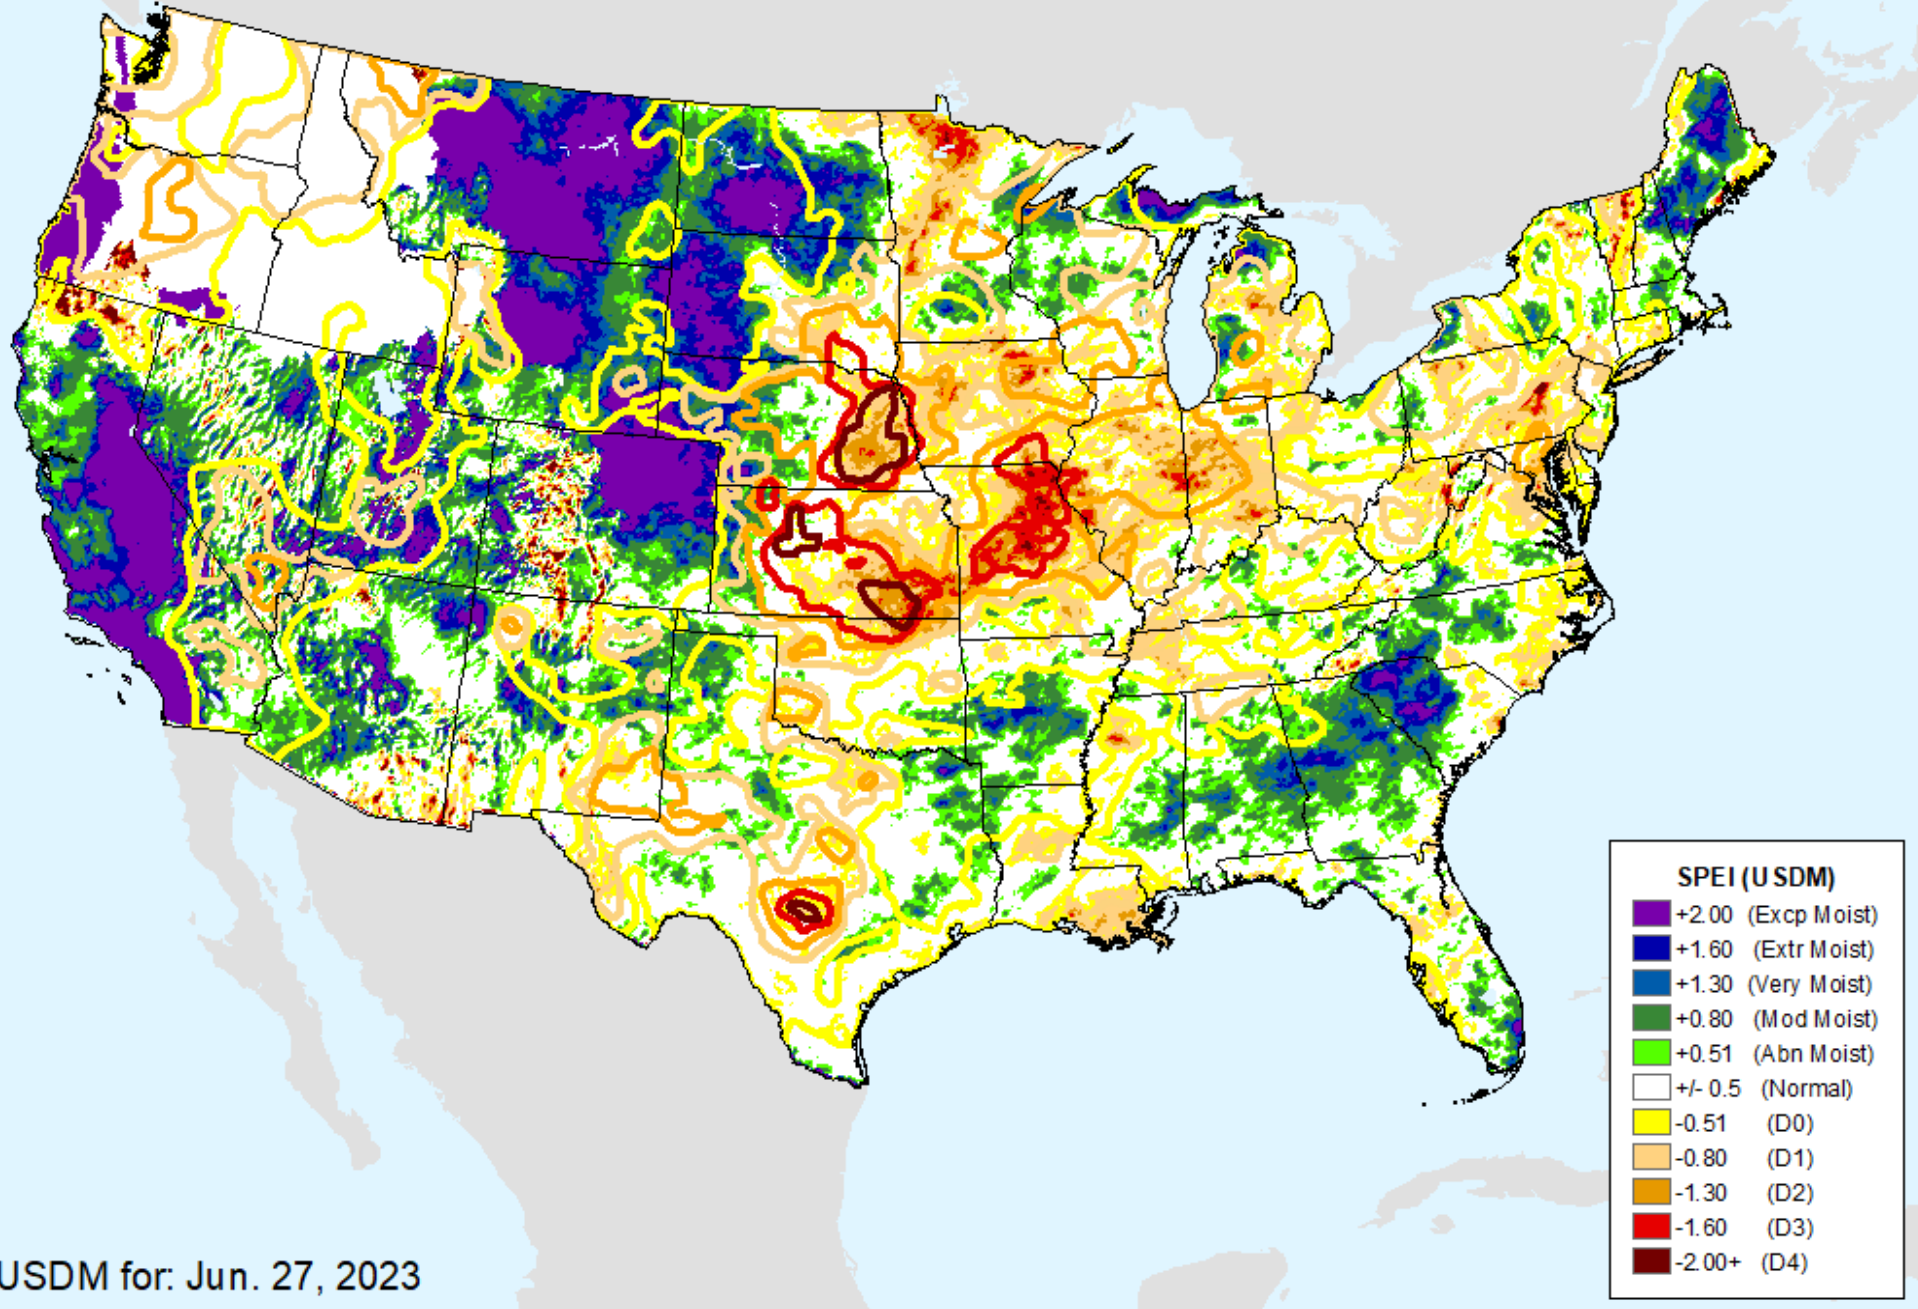 SPEI (USDM)
+2.00 (Excp Moist)
+1.60 (Extr Moist)
+1.30 (Very Moist)
+0.80 (Mod Moist)
+0.51 (Abn Moist)
+/- 0.5 (Normal)
-0.51 (D0)
-0.80 (D1)
-1.30 (D2)
-1.60 (D3)
-2.00+ (D4)
USDM for: Jun. 27, 2023